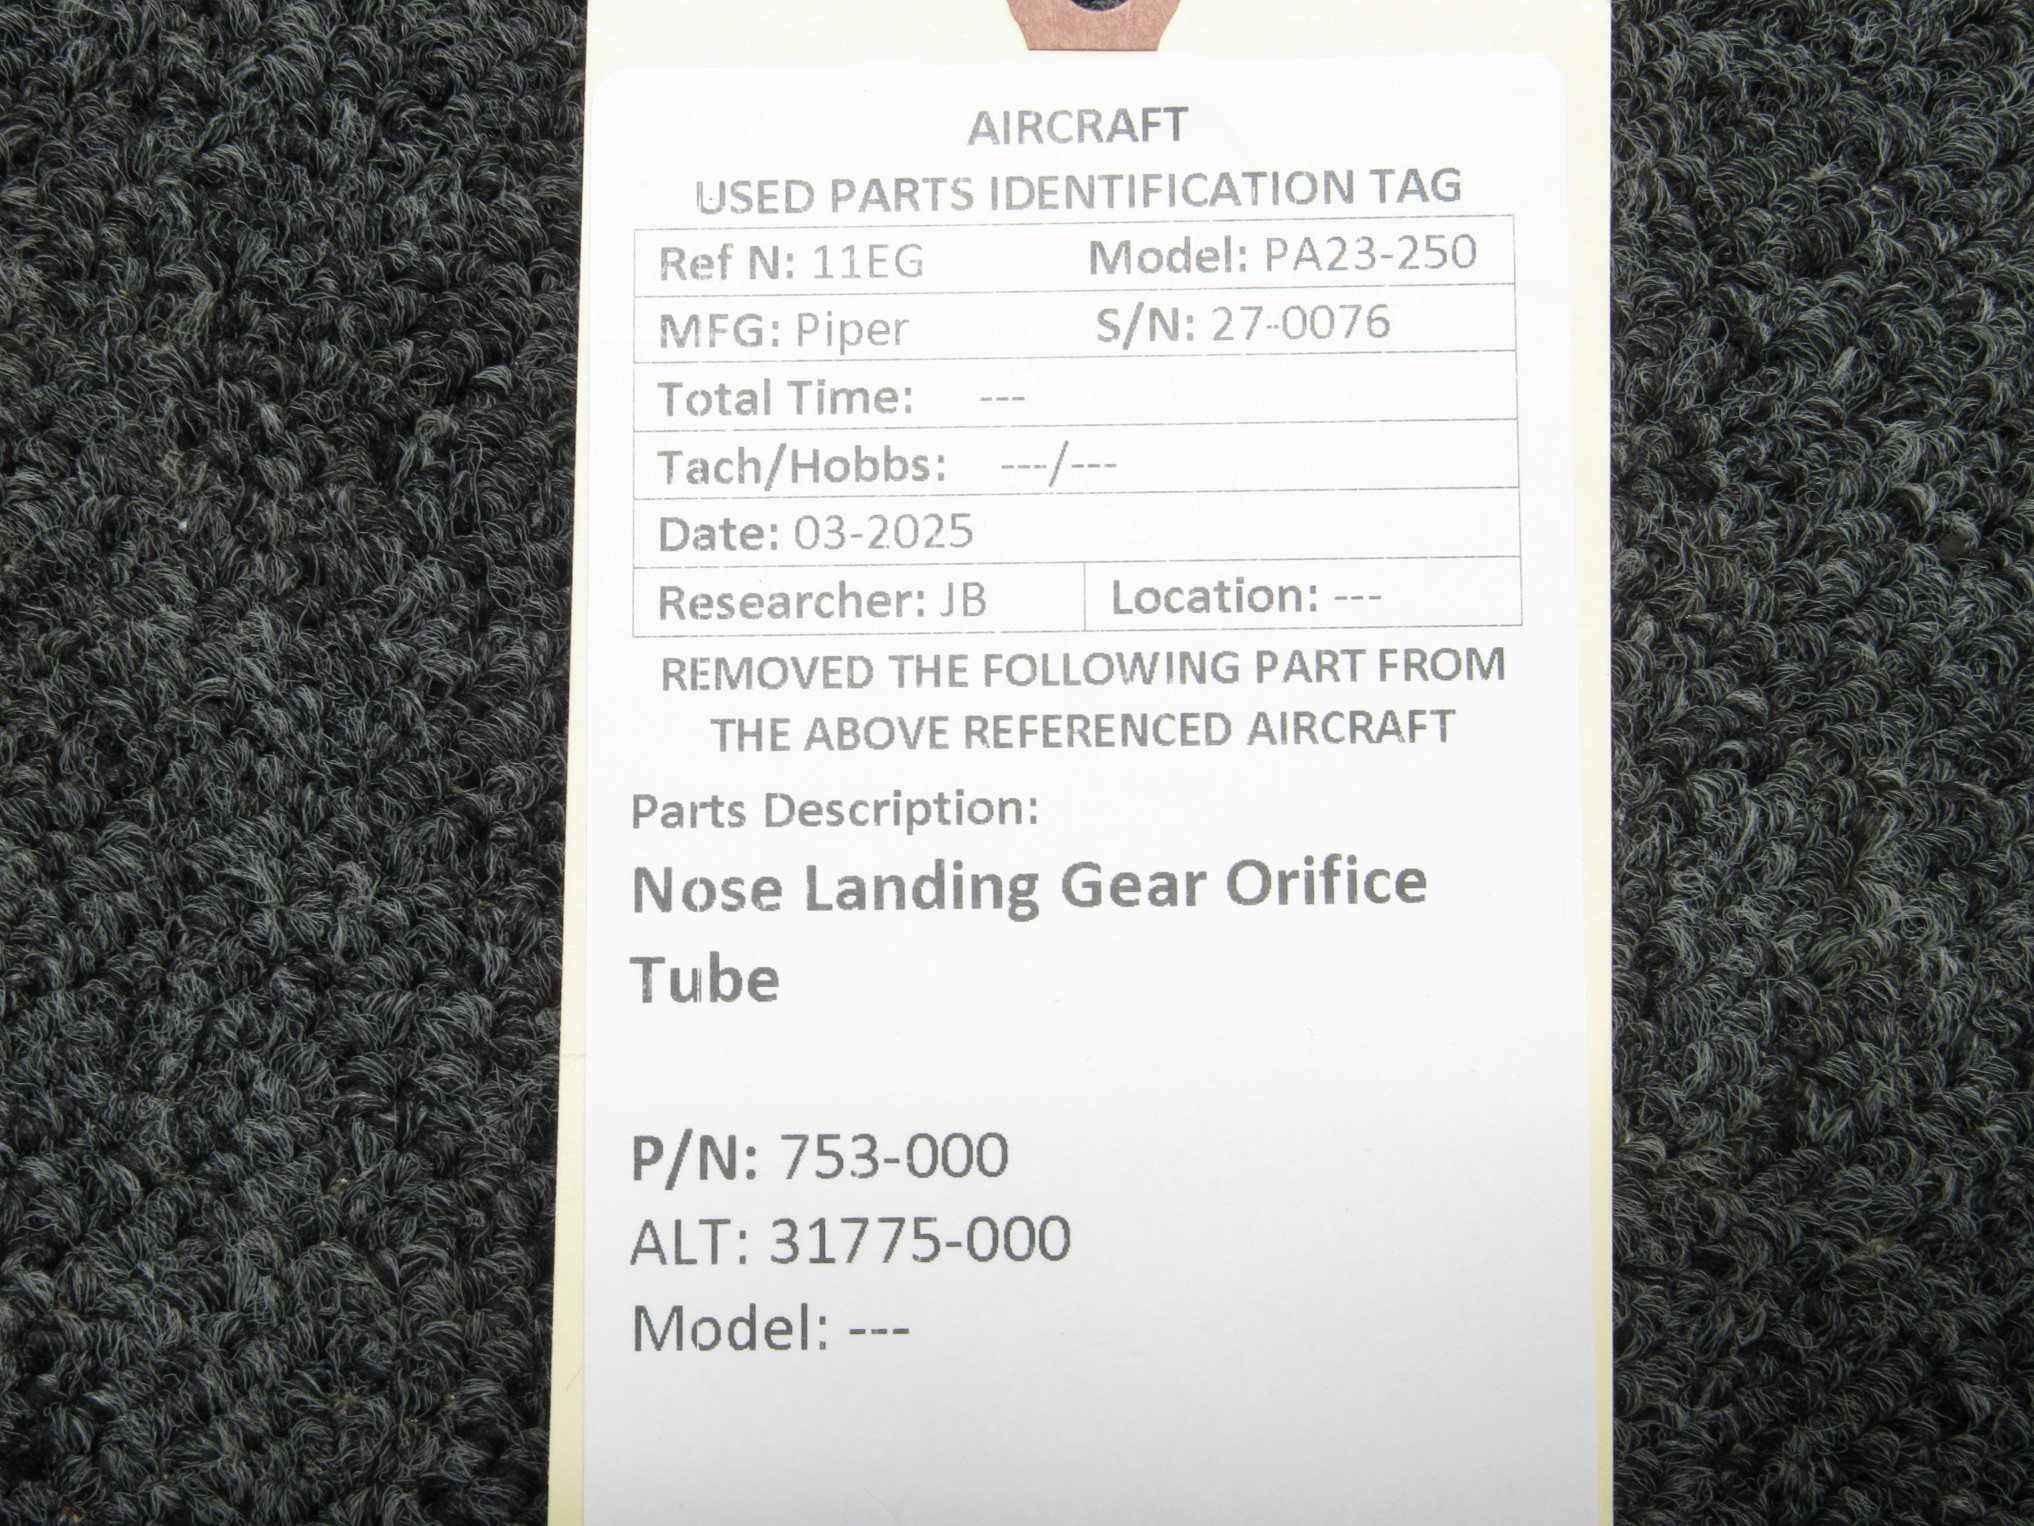 AIRCRAFT
USED PARTS IDENTIFICATION TAG
Ref N: 11EG Model: PA23-250
MFG: Piper S/N: 27-0076
Total Time: ---
Tach/Hobbs: ---/---
Date: 03-2025
Researcher: JB Location: ---
REMOVED THE FOLLOWING PART FROM
THE ABOVE REFERENCED AIRCRAFT
Parts Description:
Nose Landing Gear Orifice
Tube
P/N: 753-000
ALT: 31775-000
Model: ---